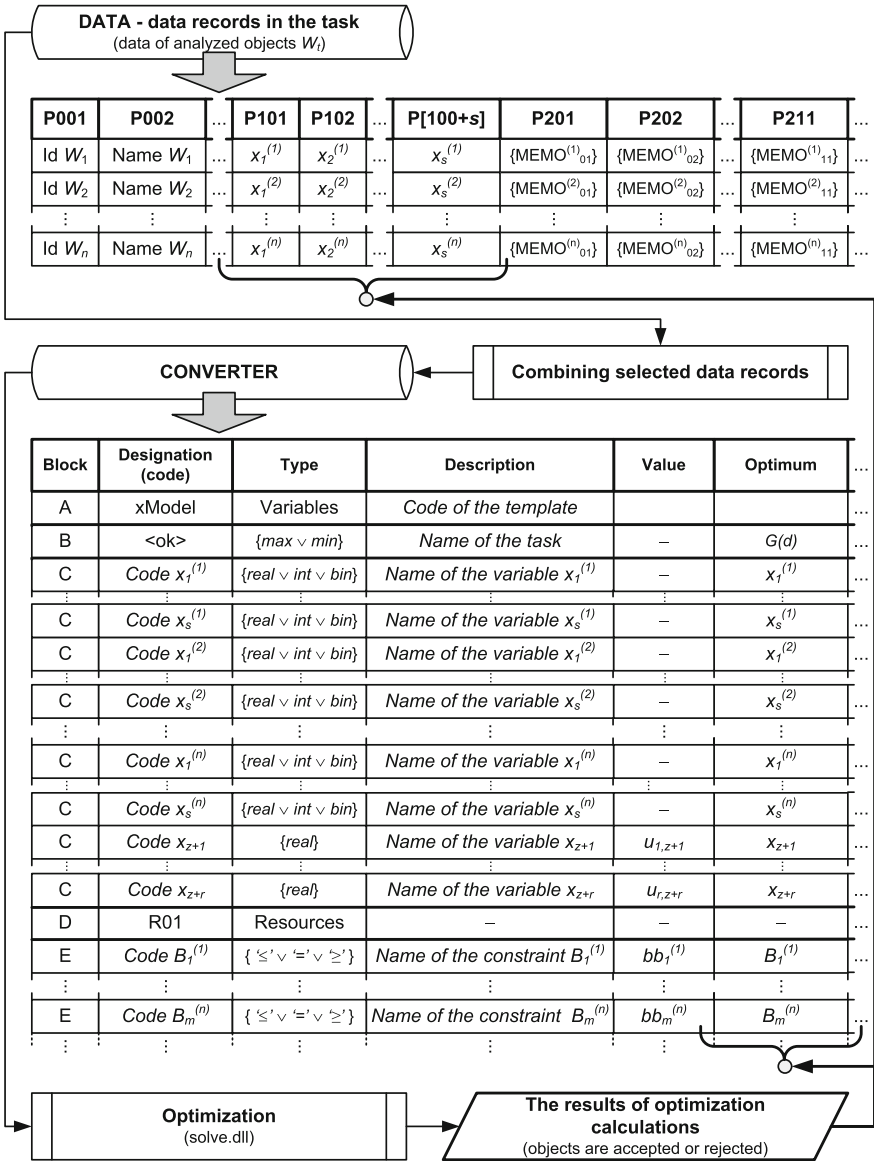 DATA - data records in the task
(data of analyzed objects Wt)
P001 P002 ... P101 P102 ... P[100+s] P201 P202 ... P211 ...
Id W1 Name W1 ... x1(1) x2(1) ... xs(1) {MEMO(1)01} {MEMO(1)02} ... {MEMO(1)11} ...
Id W2 Name W2 ... x1(2) x2(2) ... xs(2) {MEMO(2)01} {MEMO(2)02} ... {MEMO(2)11} ...
⋮ ⋮ ⋮ ⋮ ⋮ ⋮ ⋮ ⋮
Id Wn Name Wn ... x1(n) x2(n) ... xs(n) {MEMO(n)01} {MEMO(n)02} ... {MEMO(n)11} ...
CONVERTER
Combining selected data records
Block Designation (code) Type Description Value Optimum ...
A xModel Variables Code of the template ...
B <ok> {max ∨ min} Name of the task – G(d) ...
C Code x1(1) {real ∨ int ∨ bin} Name of the variable x1(1) – x1(1) ...
⋮ ⋮ ⋮ ⋮ ⋮
C Code xs(1) {real ∨ int ∨ bin} Name of the variable xs(1) – xs(1) ...
C Code x1(2) {real ∨ int ∨ bin} Name of the variable x1(2) – x1(2) ...
⋮ ⋮ ⋮ ⋮ ⋮
C Code xs(2) {real ∨ int ∨ bin} Name of the variable xs(2) – xs(2) ...
⋮ ⋮ ⋮ ⋮ ⋮ ⋮
C Code x1(n) {real ∨ int ∨ bin} Name of the variable x1(n) – x1(n) ...
⋮ ⋮ ⋮ ⋮ ⋮ ⋮
C Code xs(n) {real ∨ int ∨ bin} Name of the variable xs(n) – xs(n) ...
C Code xz+1 {real} Name of the variable xz+1 u1,z+1 xz+1 ...
⋮ ⋮ ⋮ ⋮ ⋮ ⋮
C Code xz+r {real} Name of the variable xz+r ur,z+r xz+r ...
D R01 Resources – – – ...
E Code B1(1) { ‘≤’ ∨ ‘=’ ∨ ‘≥’ } Name of the constraint B1(1) bb1(1) B1(1) ...
⋮ ⋮ ⋮ ⋮ ⋮ ⋮
E Code Bm(n) { ‘≤’ ∨ ‘=’ ∨ ‘≥’ } Name of the constraint Bm(n) bbm(n) Bm(n) ...
⋮ ⋮ ⋮ ⋮ ⋮ ⋮
Optimization
(solve.dll)
The results of optimization
calculations
(objects are accepted or rejected)